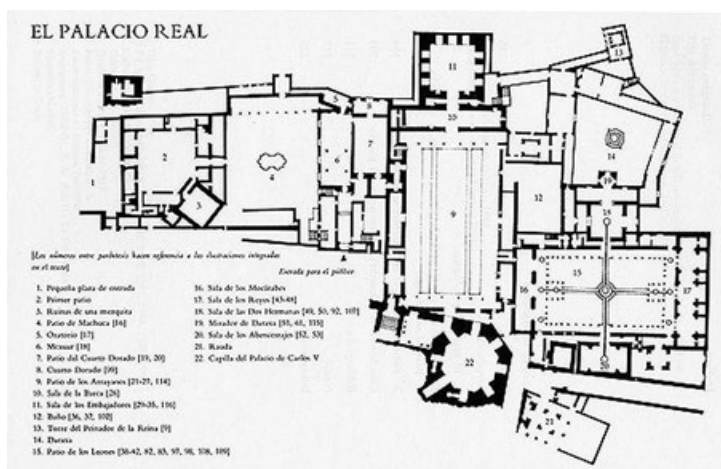 EL PALACIO REAL
[Los números entre paréntesis hacen referencia a las ilustraciones integradas
en el texto]
Entrada para el público
1. Pequeña plaza de entrada
2. Primer patio
3. Ruinas de una mezquita
4. Patio de Machuca [16]
5. Oratorio [17]
6. Mexuar [18]
7. Patio del Cuarto Dorado [19, 20]
8. Cuarto Dorado [99]
9. Patio de los Arrayanes [21-27, 114]
10. Sala de la Barca [26]
11. Sala de los Embajadores [29-35, 116]
12. Baño [36, 37, 102]
13. Torre del Peinador de la Reina [9]
14. Daraxa
15. Patio de los Leones [38-42, 82, 83, 97, 98, 108, 109]
16. Sala de los Mocárabes
17. Sala de los Reyes [43-48]
18. Sala de las Dos Hermanas [49, 50, 92, 107]
19. Mirador de Daraxa [51, 61, 115]
20. Sala de los Abencerrajes [52, 53]
21. Rauda
22. Capilla del Palacio de Carlos V
1
2
3
4
5
6
7
8
9
10
11
12
13
14
15
16
17
18
19
20
21
22